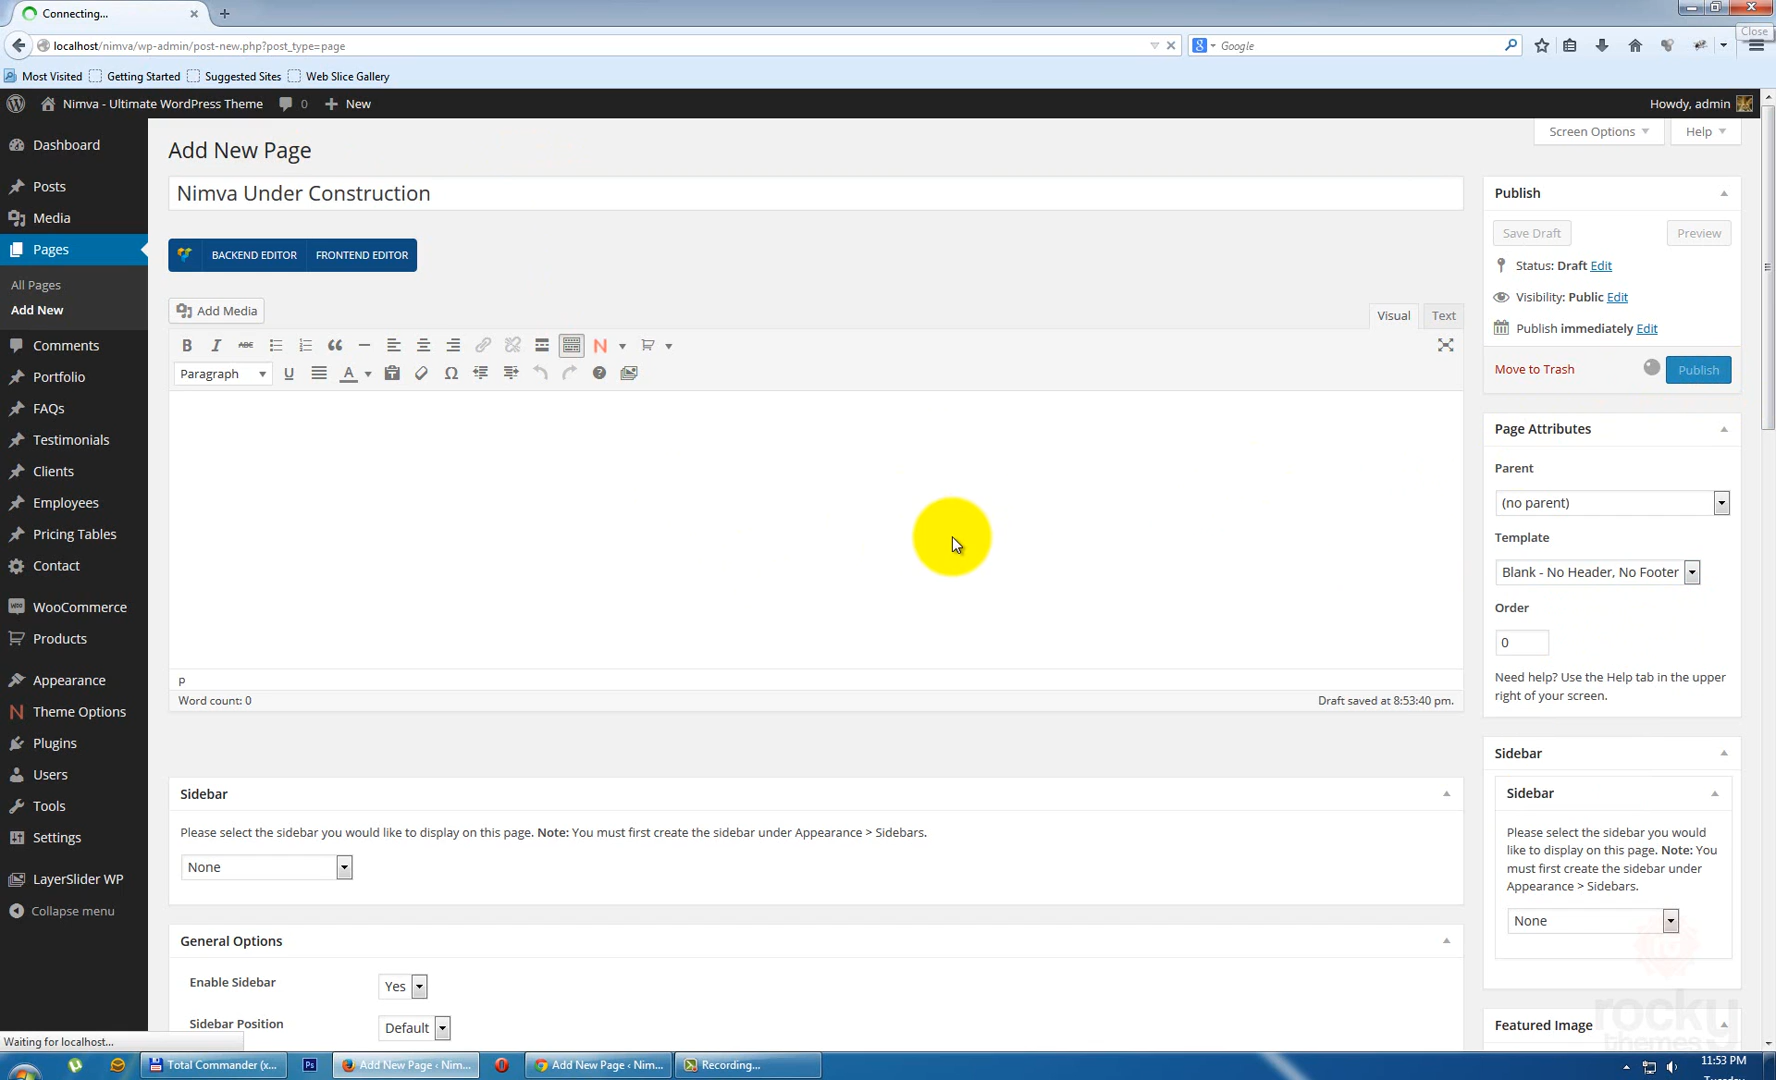 Connecting...
Close
localhost/nimva/wp-admin/post-new.php?post_type=page
Google
Most Visited
Getting Started
Suggested Sites
Web Slice Gallery
Nimva - Ultimate WordPress Theme
0
New
Howdy, admin
Screen Options
Help
Dashboard
Posts
Media
Pages
All Pages
Add New
Comments
Portfolio
FAQs
Testimonials
Clients
Employees
Pricing Tables
Contact
WooCommerce
Products
Appearance
Theme Options
Plugins
Users
Tools
Settings
LayerSlider WP
Collapse menu
Add New Page
Nimva Under Construction
BACKEND EDITOR
FRONTEND EDITOR
Add Media
Visual
Text
B
I
ABC
N
Paragraph
U
A
p
Word count: 0
Draft saved at 8:53:40 pm.
Sidebar
Please select the sidebar you would like to display on this page. Note: You must first create the sidebar under Appearance > Sidebars.
None
General Options
Enable Sidebar
Yes
Sidebar Position
Default
Publish
Save Draft
Preview
Status: Draft Edit
Visibility: Public Edit
Publish immediately Edit
Move to Trash
Publish
Page Attributes
Parent
(no parent)
Template
Blank - No Header, No Footer
Order
0
Need help? Use the Help tab in the upper
right of your screen.
Sidebar
Sidebar
Please select the sidebar you would
like to display on this page. Note: You
must first create the sidebar under
Appearance > Sidebars.
None
Featured Image
rocky
themes
Waiting for localhost...
Total Commander (x...
Ps
Add New Page ‹ Nim...
Add New Page ‹ Nim...
Recording...
11:53 PM